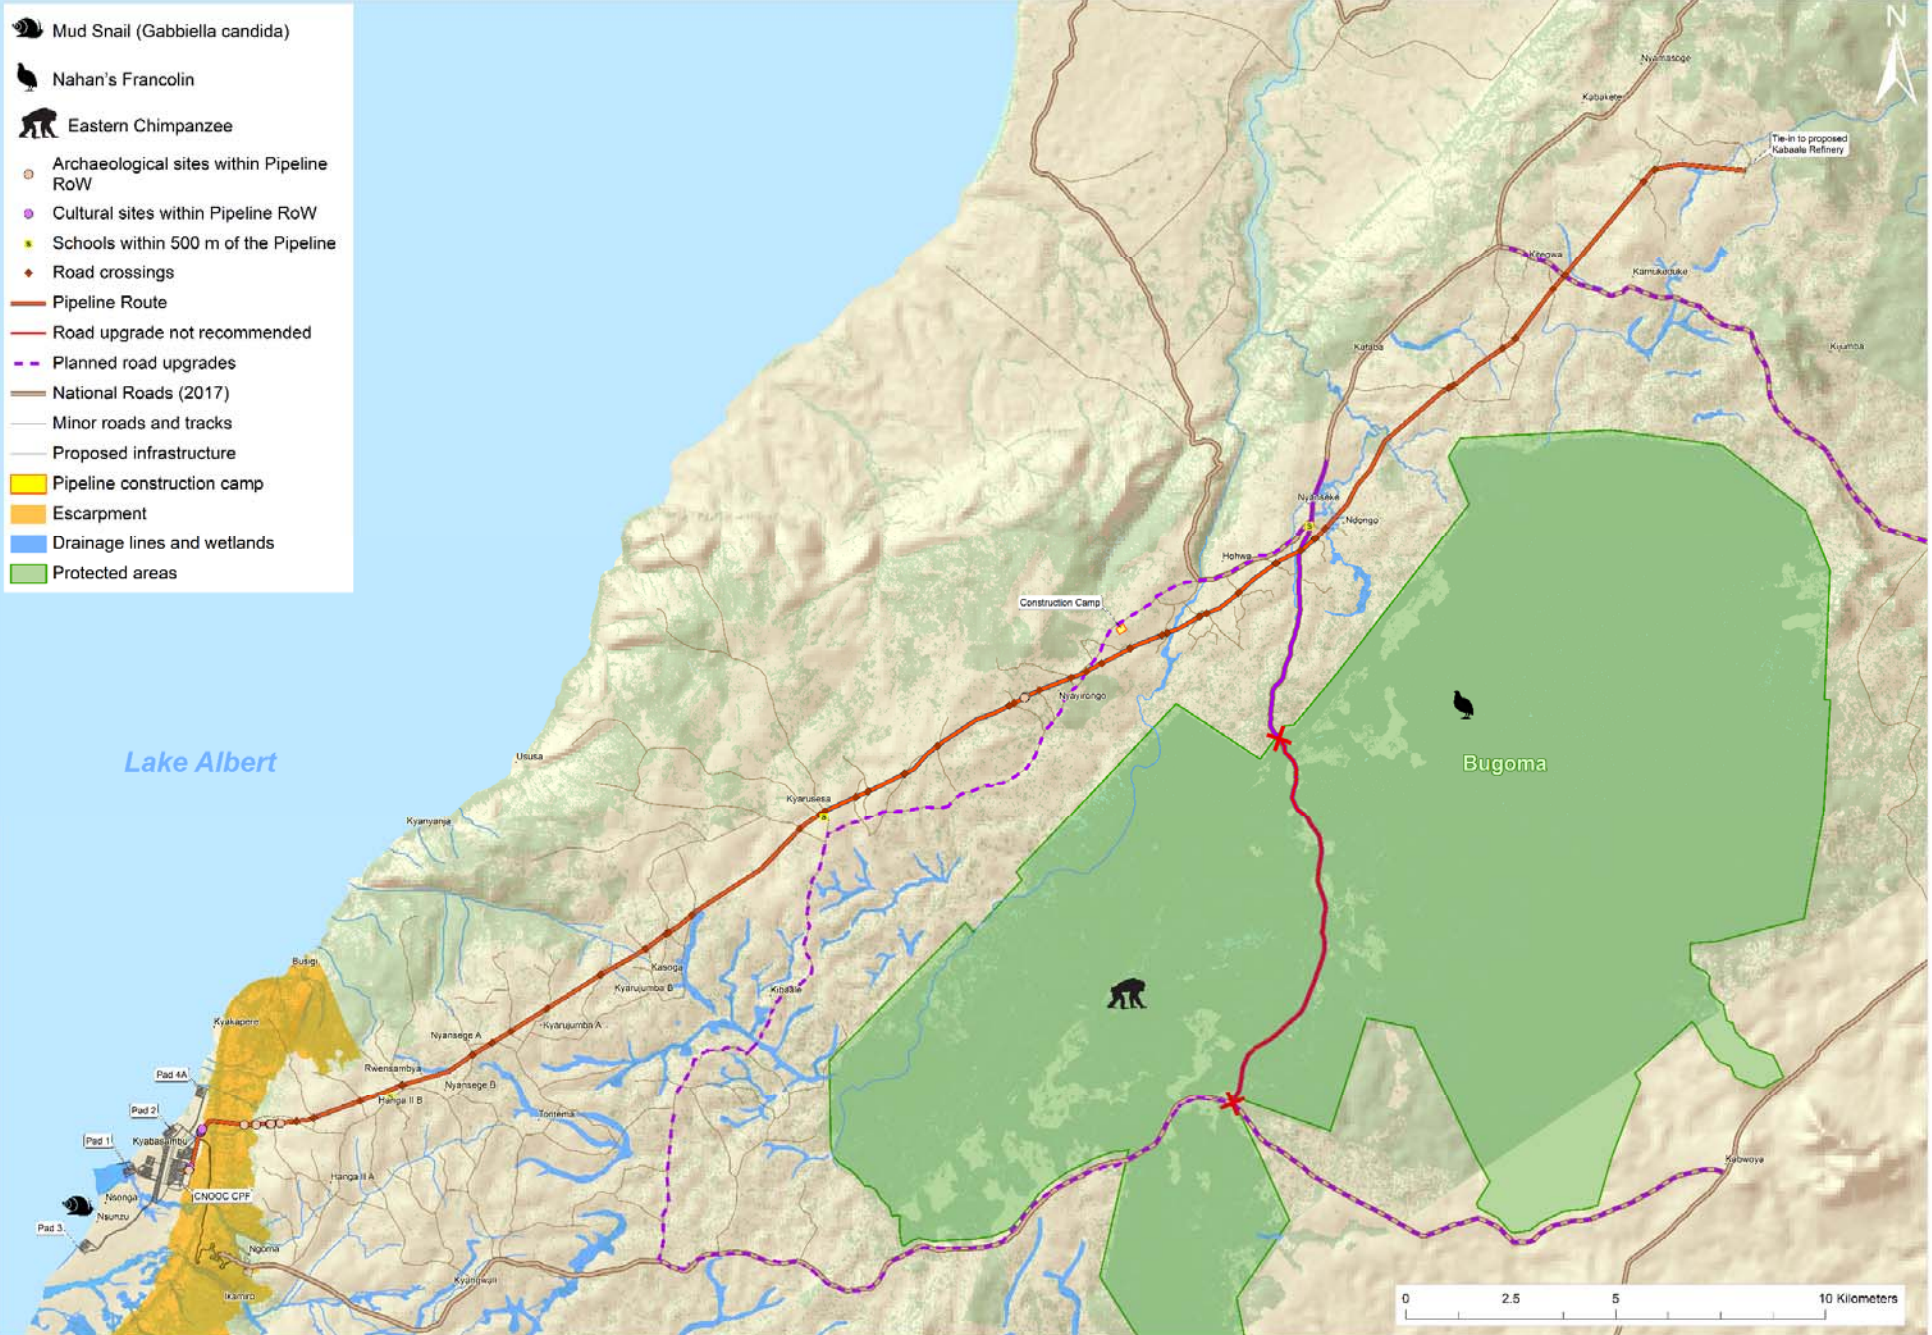 Mud Snail (Gabbiella candida)
Nahan's Francolin
Eastern Chimpanzee
Archaeological sites within Pipeline
RoW
Cultural sites within Pipeline RoW
Schools within 500 m of the Pipeline
Road crossings
Pipeline Route
Road upgrade not recommended
Planned road upgrades
National Roads (2017)
Minor roads and tracks
Proposed infrastructure
Pipeline construction camp
Escarpment
Drainage lines and wetlands
Protected areas
N
Nyamasoge
Kabakete
Tie-in to proposed
Kabaale Refinery
Kitegwa
Kamukeduke
Kataba
Kijumba
Nyanseke
Ndongo
Hohwa
Construction Camp
Nyayirongo
Bugoma
Lake Albert
Ususa
Kyarusesa
Kyanyanja
Busigi
Kasoga
Kyarujumba B
Kibaale
Kyakapere
Kyarujumba A
Nyansege A
Rwensambya
Nyansege B
Pad 4A
Hanga II B
Pad 2
Tontema
Pad 1
Kyabasambu
Kabwoya
Hanga II A
CNOOC CPF
Nsonga
Nsunzu
Pad 3
Ngoma
Kyangwali
Ikamiro
0 2.5 5 10 Kilometers